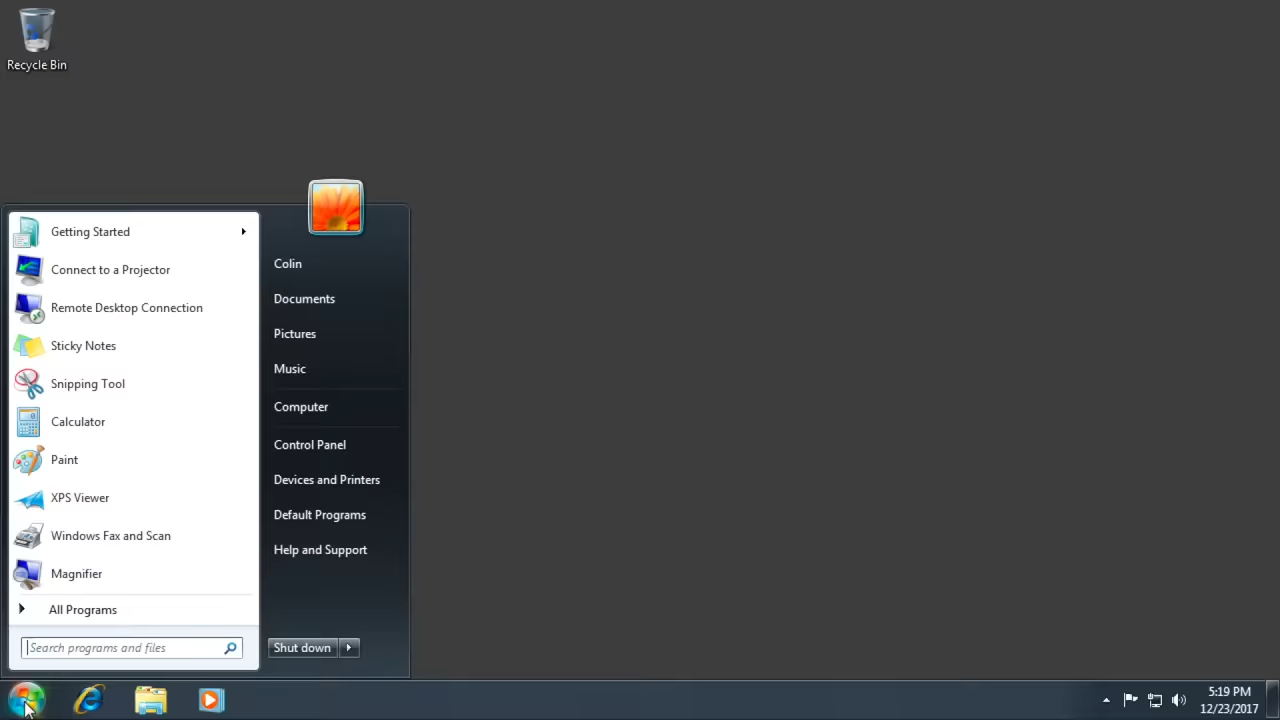 Recycle Bin
Getting Started
Connect to a Projector
Remote Desktop Connection
Sticky Notes
Snipping Tool
Calculator
Paint
XPS Viewer
Windows Fax and Scan
Magnifier
All Programs
Search programs and files
Colin
Documents
Pictures
Music
Computer
Control Panel
Devices and Printers
Default Programs
Help and Support
Shut down
5:19 PM
12/23/2017